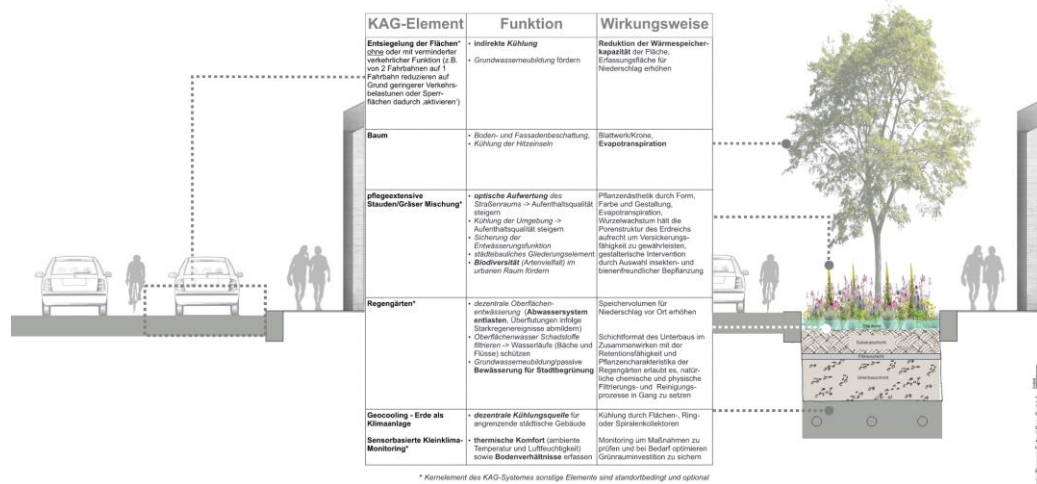 KAG-Element Funktion Wirkungsweise
Entsiegelung der Flächen*
ohne oder mit verminderter
verkehrlicher Funktion (z.B.
von 2 Fahrbahnen auf 1
Fahrbahn reduzieren auf
Grund geringerer Verkehrs-
belastunen oder Sperr-
flächen dadurch ‚aktivieren‘)
• indirekte Kühlung
• Grundwasserneubildung fördern
Reduktion der Wärmespeicher-
kapazität der Fläche,
Erfassungsfläche für
Niederschlag erhöhen
Baum
• Boden- und Fassadenbeschattung,
• Kühlung der Hitzeinseln
Blattwerk/Krone,
Evapotranspiration
pflegeextensive
Stauden/Gräser Mischung*
• optische Aufwertung des
Straßenraums -> Aufenthaltsqualität
steigern
• Kühlung der Umgebung ->
Aufenthaltsqualität steigern
• Sicherung der
Entwässerungsfunktion
• städtebauliches Gliederungselement
• Biodiversität (Artenvielfalt) im
urbanen Raum fördern
Pflanzenästhetik durch Form,
Farbe und Gestaltung,
Evapotranspiration,
Wurzelwachstum hält die
Porenstruktur des Erdreichs
aufrecht um Versickerungs-
fähigkeit zu gewährleisten,
gestalterische Intervention
durch Auswahl insekten- und
bienenfreundlicher Bepflanzung
Regengärten*
• dezentrale Oberflächen-
entwässerung (Abwassersystem
entlasten, Überflutungen infolge
Starkregenereignisse abmildern)
• Oberflächenwasser Schadstoffe
filtrieren -> Wasserläufe (Bäche und
Flüsse) schützen
• Grundwasserneubildung/passive
Bewässerung für Stadtbegrünung
Speichervolumen für
Niederschlag vor Ort erhöhen
Schichtformat des Unterbaus im
Zusammenwirken mit der
Retentionsfähigkeit und
Pflanzencharakteristika der
Regengärten erlaubt es, natür-
liche chemische und physische
Filtrierungs- und Reinigungs-
prozesse in Gang zu setzen
Geocooling - Erde als
Klimaanlage
• dezentrale Kühlungsquelle für
angrenzende städtische Gebäude
Kühlung durch Flächen-, Ring-
oder Spiralenkollektoren
Sensorbasierte Kleinklima-
Monitoring*
• thermische Komfort (ambiente
Temperatur und Luftfeuchtigkeit)
sowie Bodenverhältnisse erfassen
Monitoring um Maßnahmen zu
prüfen und bei Bedarf optimieren
Grünrauminvestition zu sichern
* Kernelement des KAG-Systemes sonstige Elemente sind standortbedingt und optional
Substratschicht
Filterschicht
Unterbauschicht